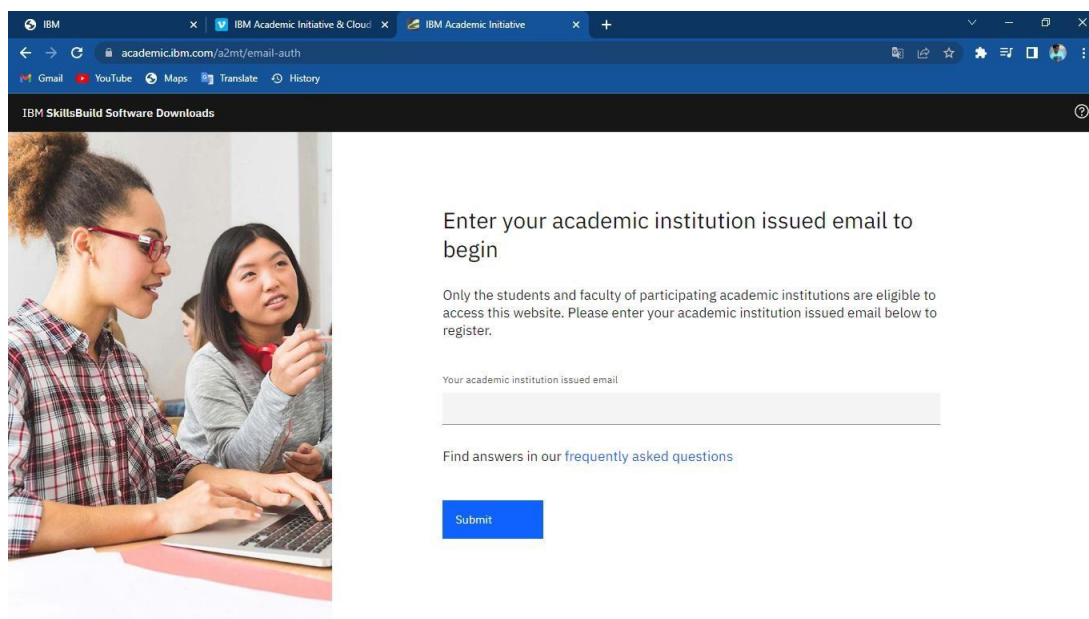 IBM
IBM Academic Initiative & Cloud
IBM Academic Initiative
academic.ibm.com/a2mt/email-auth
Gmail
YouTube
Maps
Translate
History
IBM SkillsBuild Software Downloads
Enter your academic institution issued email to
begin
Only the students and faculty of participating academic institutions are eligible to
access this website. Please enter your academic institution issued email below to
register.
Your academic institution issued email
Find answers in our frequently asked questions
Submit